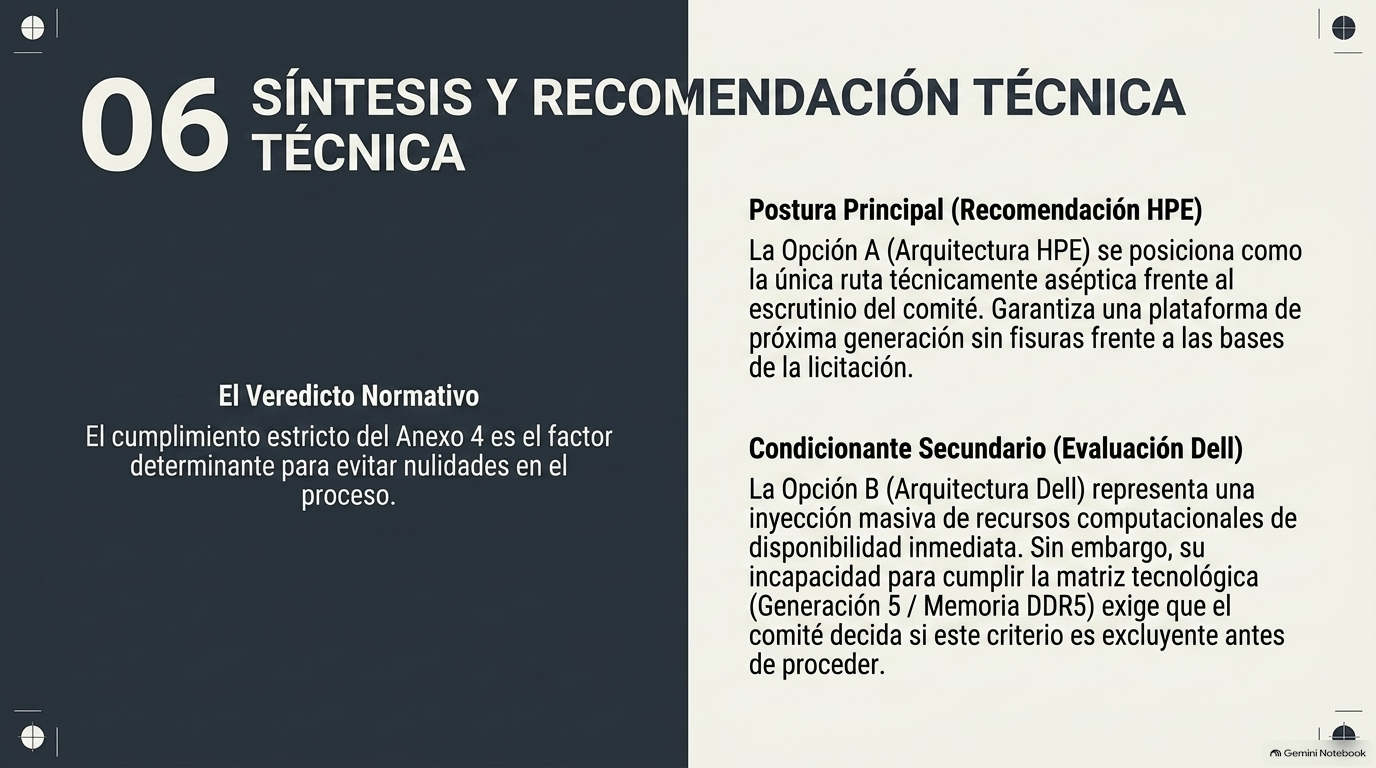 06
SÍNTESIS Y RECOMENDACIÓN TÉCNICA
TÉCNICA
El Veredicto Normativo
El cumplimiento estricto del Anexo 4 es el factor
determinante para evitar nulidades en el
proceso.
Postura Principal (Recomendación HPE)
La Opción A (Arquitectura HPE) se posiciona como
la única ruta técnicamente aséptica frente al
escrutinio del comité. Garantiza una plataforma de
próxima generación sin fisuras frente a las bases
de la licitación.
Condicionante Secundario (Evaluación Dell)
La Opción B (Arquitectura Dell) representa una
inyección masiva de recursos computacionales de
disponibilidad inmediata. Sin embargo, su
incapacidad para cumplir la matriz tecnológica
(Generación 5 / Memoria DDR5) exige que el
comité decida si este criterio es excluyente antes
de proceder.
Gemini Notebook